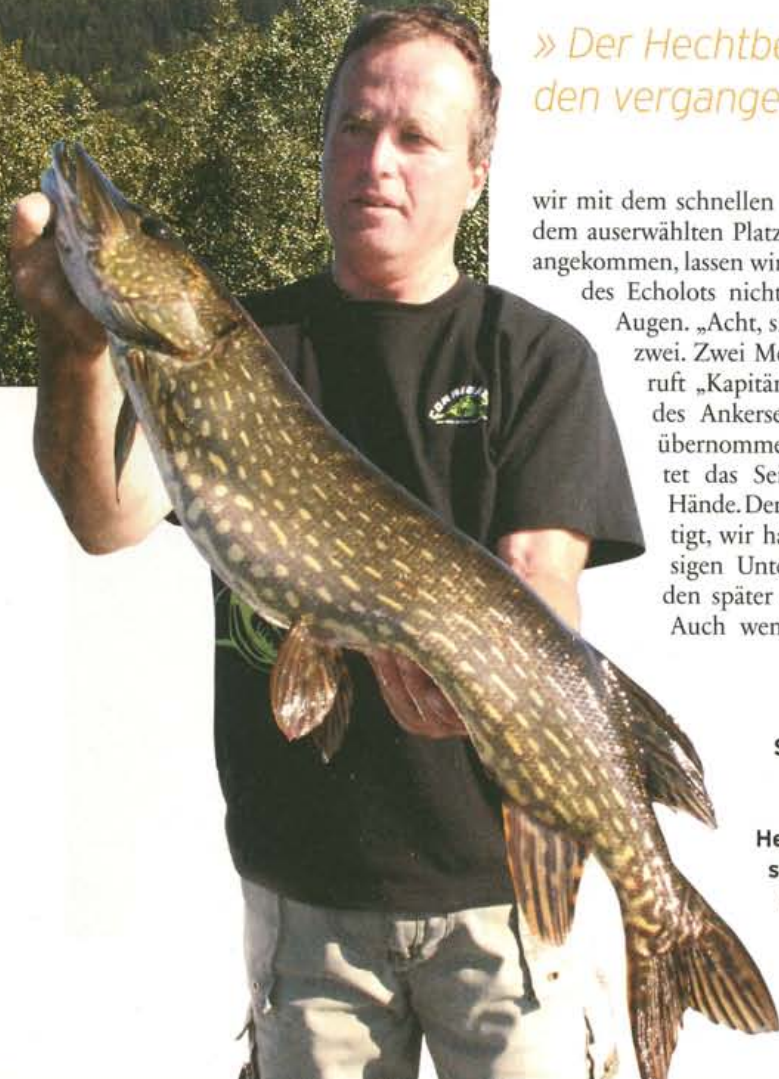 » Der Hechtbe
den vergange
wir mit dem schnellen
dem auserwählten Platz
angekommen, lassen wir
des Echolots nicht
Augen. „Acht, s
zwei. Zwei Me
ruft „Kapitän
des Ankerse
übernomme
tet das Sei
Hände. Der
tigt, wir ha
sigen Unte
den später
Auch wen
S
He
s